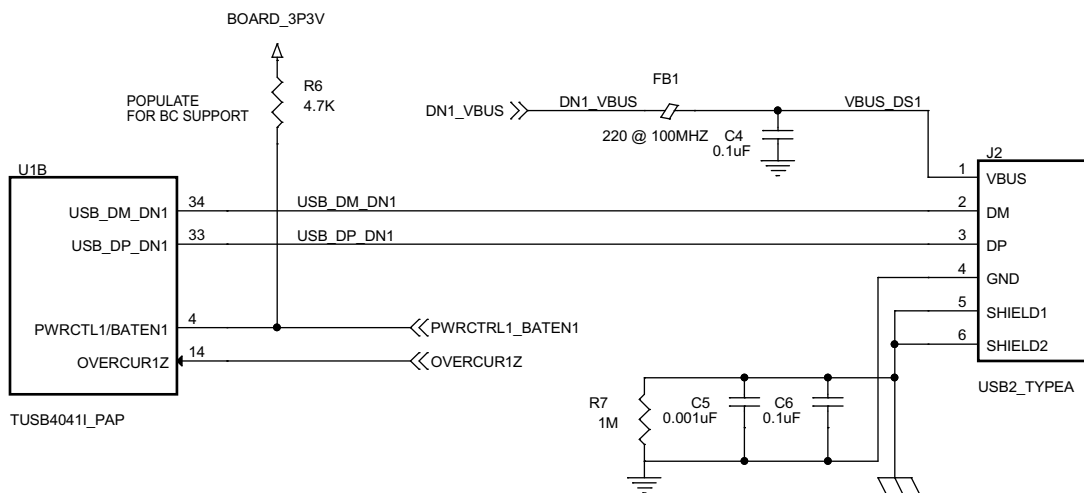 BOARD_3P3V
R6
4.7K
POPULATE
FOR BC SUPPORT
FB1
DN1_VBUS
DN1_VBUS
VBUS_DS1
220 @ 100MHZ
C4
0.1uF
U1B
J2
1
VBUS
USB_DM_DN1
34
USB_DM_DN1
2
DM
USB_DP_DN1
33
USB_DP_DN1
3
DP
4
GND
5
SHIELD1
PWRCTL1/BATEN1
4
PWRCTRL1_BATEN1
6
SHIELD2
OVERCUR1Z
14
OVERCUR1Z
USB2_TYPEA
R7
1M
C5
0.001uF
C6
0.1uF
TUSB4041I_PAP